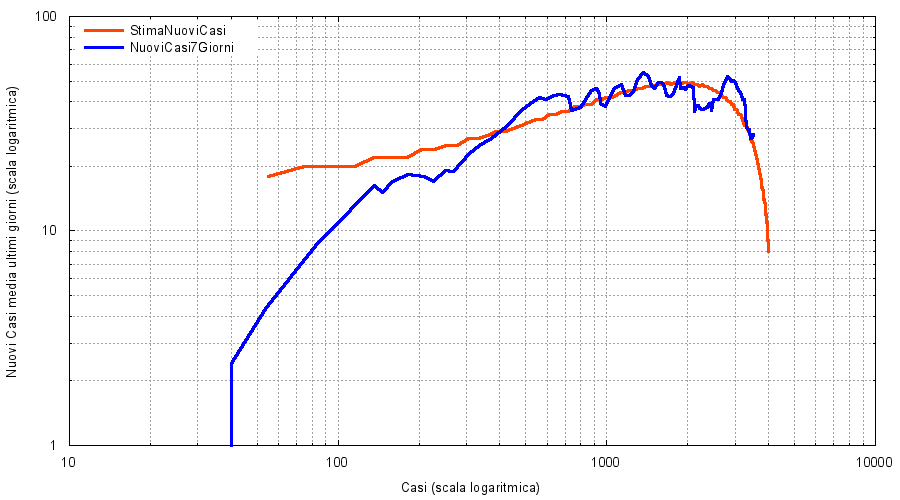 100
StimaNuoviCasi
NuoviCasi7Giorni
10
1
Nuovi Casi media ultimi giorni (scala logaritmica)
10
100
1000
10000
Casi (scala logaritmica)